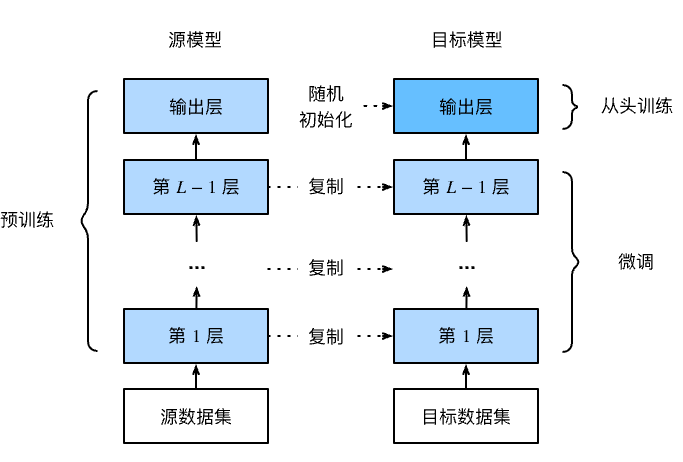 源模型
目标模型
输出层
随机
初始化
输出层
从头训练
第 L − 1 层
复制
第 L − 1 层
预训练
...
复制
...
微调
第 1 层
复制
第 1 层
源数据集
目标数据集